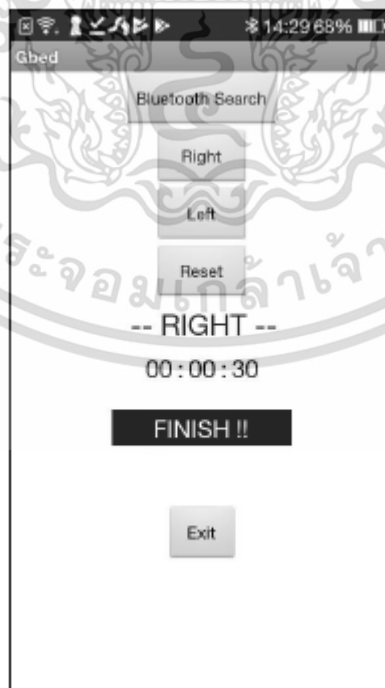 14:29 68%
Gbed
Bluetooth Search
Right
Left
Reset
-- RIGHT --
00:00:30
FINISH !!
Exit